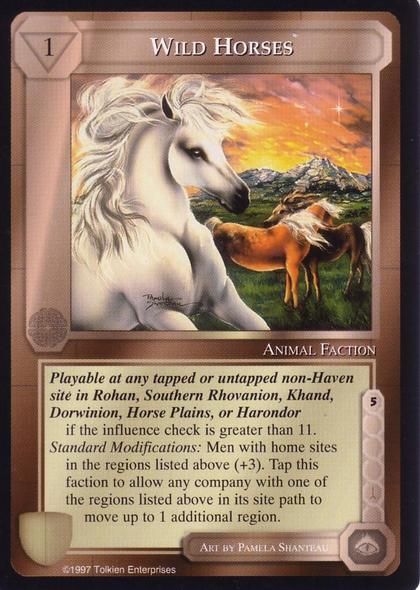 1
WILD HORSES
PAMELA SHANTEAU
ANIMAL FACTION
Playable at any tapped or untapped non-Haven
site in Rohan, Southern Rhovanion, Khand,
Dorwinion, Horse Plains, or Harondor
if the influence check is greater than 11.
Standard Modifications: Men with home sites
in the regions listed above (+3). Tap this
faction to allow any company with one of
the regions listed above in its site path to
move up to 1 additional region.
5
ART BY PAMELA SHANTEAU
©1997 Tolkien Enterprises